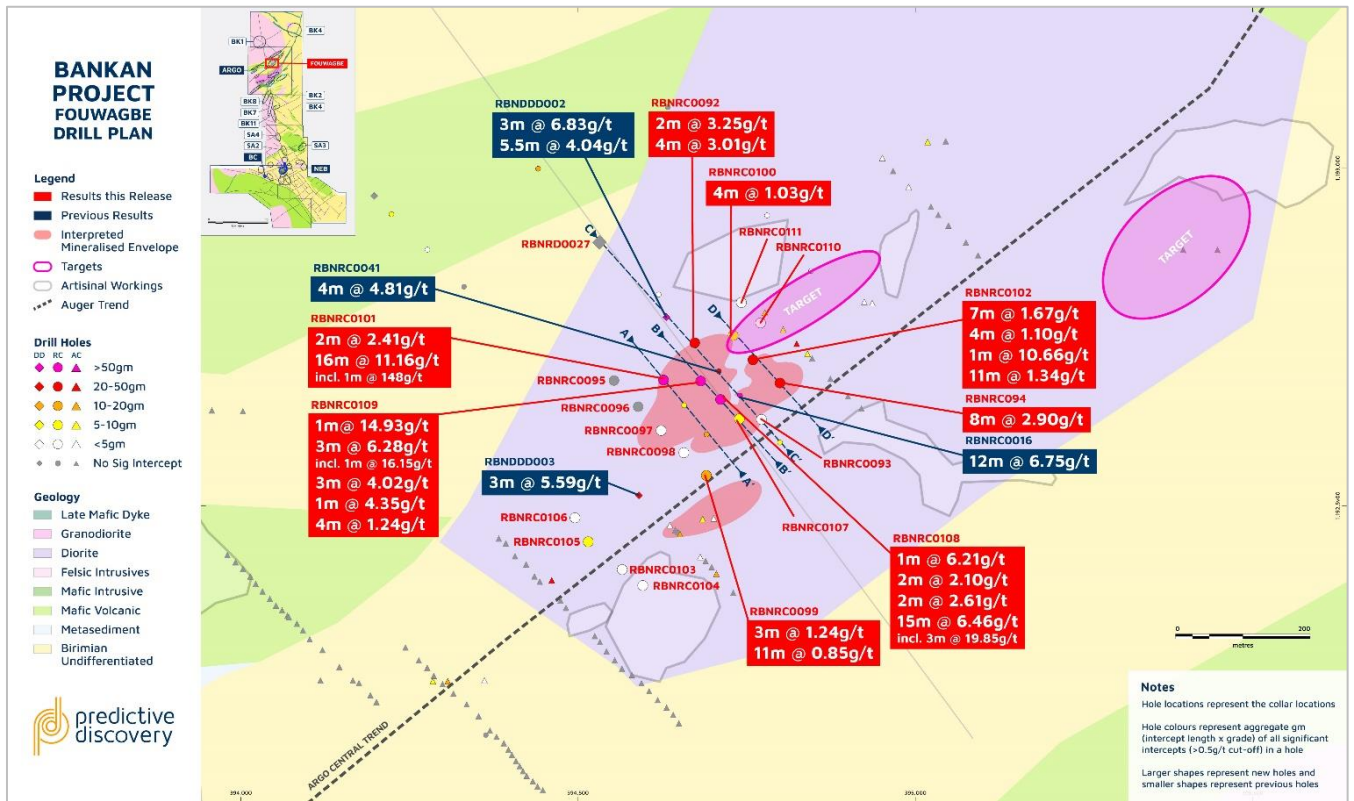 BANKAN
PROJECT
FOUWAGBE
DRILL PLAN
Legend
Results this Release
Previous Results
Interpreted
Mineralised Envelope
Targets
Artisinal Workings
Auger Trend
Drill Holes
DD RC AC
>50gm
20-50gm
10-20gm
5-10gm
<5gm
No Sig Intercept
Geology
Late Mafic Dyke
Granodiorite
Diorite
Felsic Intrusives
Mafic Intrusive
Mafic Volcanic
Metasediment
Birimian
Undifferentiated
predictive
discovery
BK1
BK4
FOUWAGBE
ARGO
BK8
BK7
BK11
BK2
BK4
SA4
SA2
SA3
BC
NEB
RBNDDD002
3m @ 6.83g/t
5.5m @ 4.04g/t
RBNRC0092
2m @ 3.25g/t
4m @ 3.01g/t
RBNRC0100
4m @ 1.03g/t
RBNRC0111
RBNRC0110
RBNRD0027
RBNRC0041
4m @ 4.81g/t
RBNRC0101
2m @ 2.41g/t
16m @ 11.16g/t
incl. 1m @ 148g/t
RBNRC0109
1m@ 14.93g/t
3m @ 6.28g/t
incl. 1m @ 16.15g/t
3m @ 4.02g/t
1m @ 4.35g/t
4m @ 1.24g/t
RBNRC0095
RBNRC0096
RBNRC0097
RBNRC0098
RBNDDD003
3m @ 5.59g/t
RBNRC0106
RBNRC0105
RBNRC0103
RBNRC0104
RBNRC0099
3m @ 1.24g/t
11m @ 0.85g/t
RBNRC0102
7m @ 1.67g/t
4m @ 1.10g/t
1m @ 10.66g/t
11m @ 1.34g/t
RBNRC094
8m @ 2.90g/t
RBNRC0016
12m @ 6.75g/t
RBNRC0093
RBNRC0107
RBNRC0108
1m @ 6.21g/t
2m @ 2.10g/t
2m @ 2.61g/t
15m @ 6.46g/t
incl. 3m @ 19.85g/t
TARGET
TARGET
A
B
C
D
A'
B'
C'
D'
ARGO CENTRAL TREND
0 200
metres
394,000
394,500
395,000
Notes
Hole locations represent the collar locations
Hole colours represent aggregate gm
(intercept length x grade) of all significant
intercepts (>0.5g/t cut-off) in a hole
Larger shapes represent new holes and
smaller shapes represent previous holes